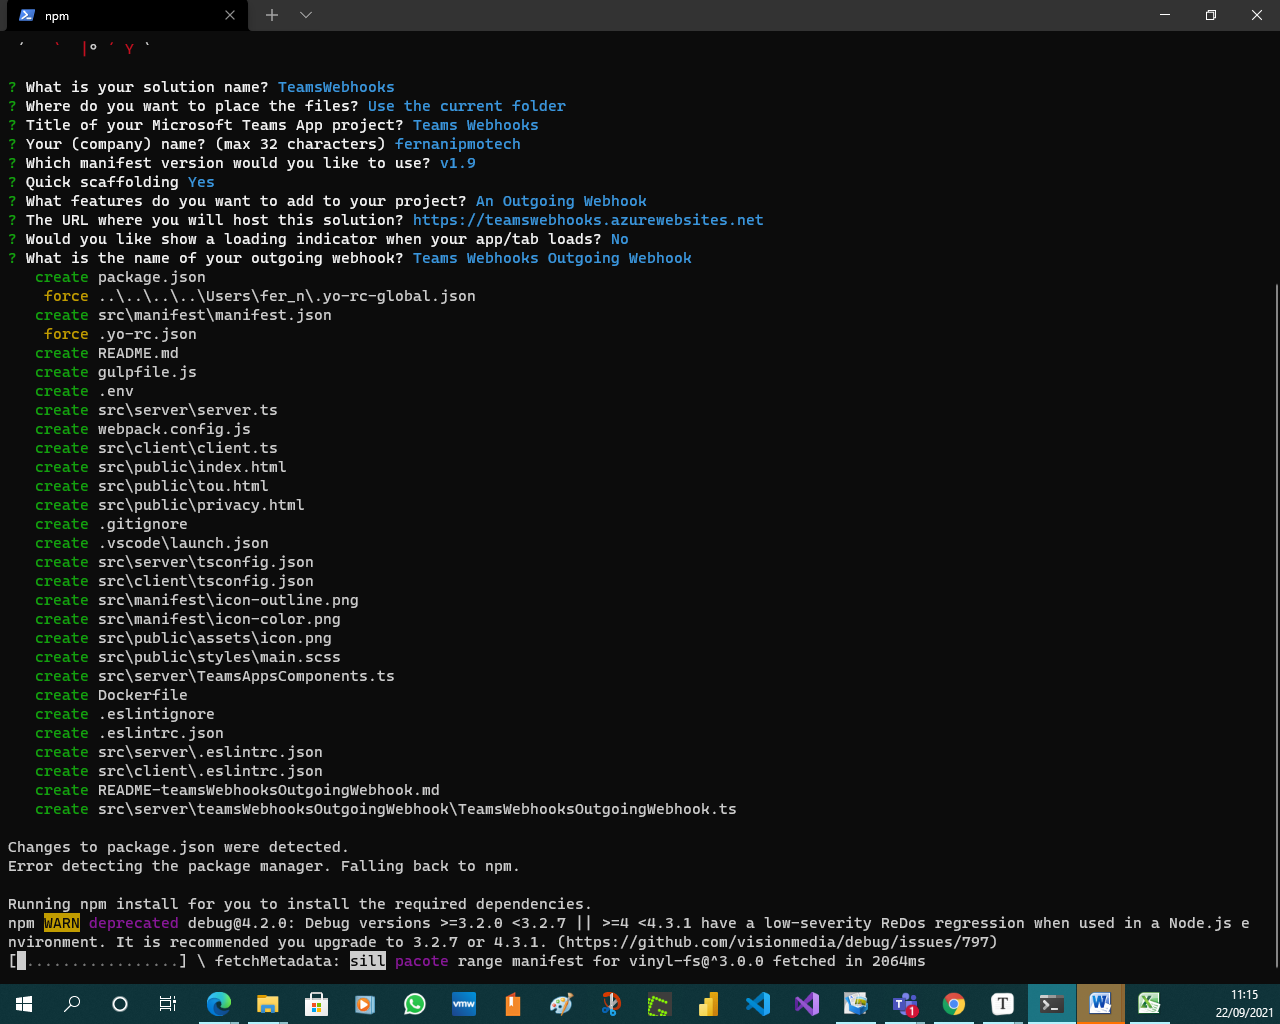 npm
´   `  |° ´ Y `
? What is your solution name? TeamsWebhooks
? Where do you want to place the files? Use the current folder
? Title of your Microsoft Teams App project? Teams Webhooks
? Your (company) name? (max 32 characters) fernanipmotech
? Which manifest version would you like to use? v1.9
? Quick scaffolding Yes
? What features do you want to add to your project? An Outgoing Webhook
? The URL where you will host this solution? https://teamswebhooks.azurewebsites.net
? Would you like show a loading indicator when your app/tab loads? No
? What is the name of your outgoing webhook? Teams Webhooks Outgoing Webhook
create package.json
force ..\..\..\..\Users\fer_n\.yo-rc-global.json
create src\manifest\manifest.json
force .yo-rc.json
create README.md
create gulpfile.js
create .env
create src\server\server.ts
create webpack.config.js
create src\client\client.ts
create src\public\index.html
create src\public\tou.html
create src\public\privacy.html
create .gitignore
create .vscode\launch.json
create src\server\tsconfig.json
create src\client\tsconfig.json
create src\manifest\icon-outline.png
create src\manifest\icon-color.png
create src\public\assets\icon.png
create src\public\styles\main.scss
create src\server\TeamsAppsComponents.ts
create Dockerfile
create .eslintignore
create .eslintrc.json
create src\server\.eslintrc.json
create src\client\.eslintrc.json
create README-teamsWebhooksOutgoingWebhook.md
create src\server\teamsWebhooksOutgoingWebhook\TeamsWebhooksOutgoingWebhook.ts
Changes to package.json were detected.
Error detecting the package manager. Falling back to npm.
Running npm install for you to install the required dependencies.
npm WARN deprecated debug@4.2.0: Debug versions >=3.2.0 <3.2.7 || >=4 <4.3.1 have a low-severity ReDos regression when used in a Node.js e
nvironment. It is recommended you upgrade to 3.2.7 or 4.3.1. (https://github.com/visionmedia/debug/issues/797)
[ .................] \ fetchMetadata: sill pacote range manifest for vinyl-fs@^3.0.0 fetched in 2064ms
vmw
T
1
T
11:15
22/09/2021